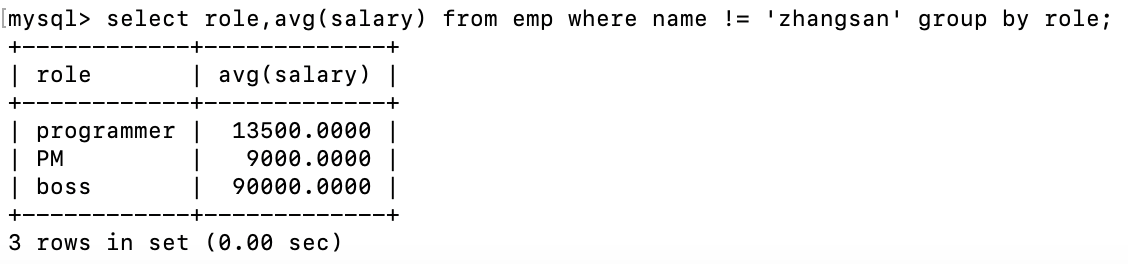 [mysql> select role,avg(salary) from emp where name != 'zhangsan' group by role;
+------------+-------------+
| role       | avg(salary) |
+------------+-------------+
| programmer |  13500.0000 |
| PM         |   9000.0000 |
| boss       |  90000.0000 |
+------------+-------------+
3 rows in set (0.00 sec)